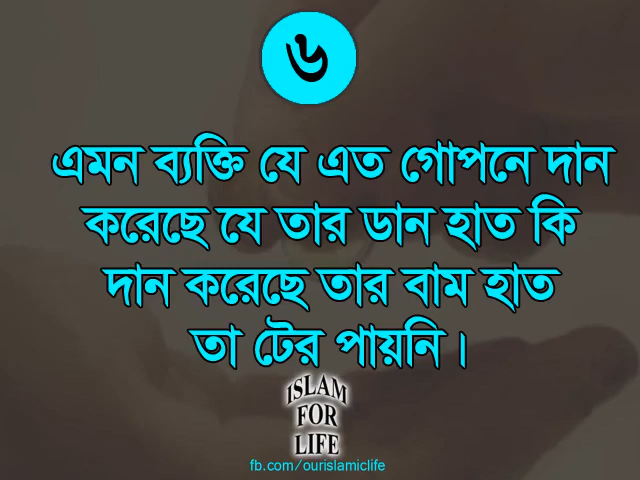 ৬
এমন ব্যক্তি যে এত গোপনে দান
করেছে যে তার ডান হাত কি
দান করেছে তার বাম হাত
তা টের পায়নি।
ISLAM
FOR
LIFE
fb.com/ourislamiclife